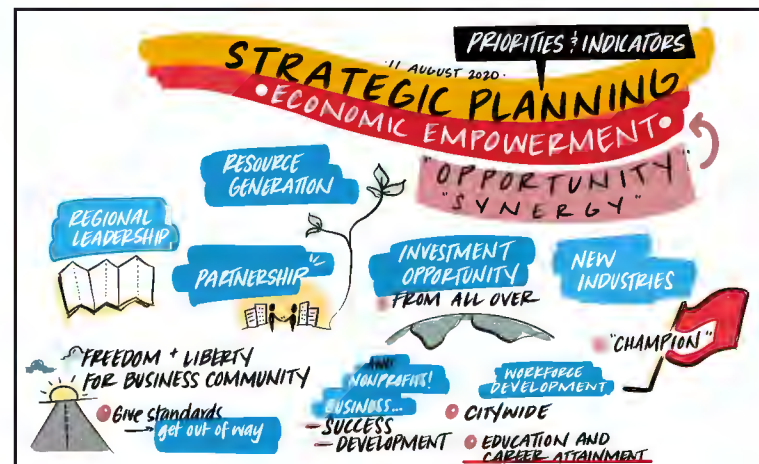 PRIORITIES & INDICATORS
·11 AUGUST 2020·
STRATEGIC PLANNING
•ECONOMIC EMPOWERMENT•
"OPPORTUNITY"
"SYNERGY"
RESOURCE
GENERATION
REGIONAL
LEADERSHIP
PARTNERSHIP
INVESTMENT
OPPORTUNITY
FROM ALL OVER
NEW
INDUSTRIES
"CHAMPION"
FREEDOM + LIBERTY
FOR BUSINESS COMMUNITY
Give standards
→ get out of way
AND
NONPROFITS!
BUSINESS...
– SUCCESS
– DEVELOPMENT
WORKFORCE
DEVELOPMENT
CITYWIDE
EDUCATION AND
CAREER ATTAINMENT